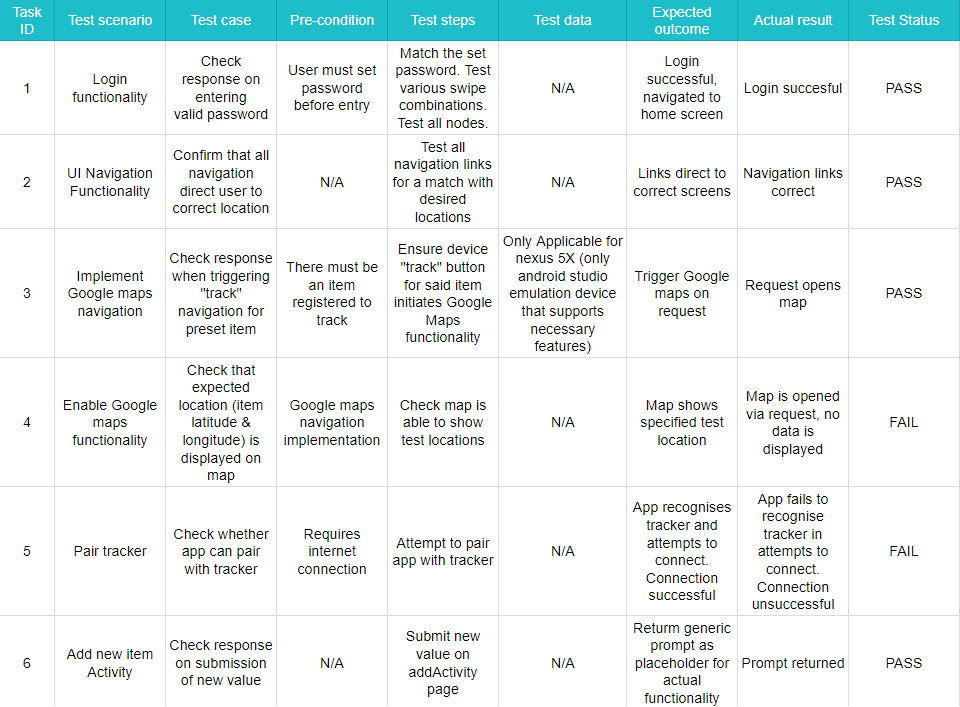 Task ID
Test scenario
Test case
Pre-condition
Test steps
Test data
Expected outcome
Actual result
Test Status
1
Login
functionality
Check
response on
entering
valid password
User must set
password
before entry
Match the set
password. Test
various swipe
combinations.
Test all nodes.
N/A
Login
successful,
navigated to
home screen
Login succesful
PASS
2
UI Navigation
Functionality
Confirm that all
navigation
direct user to
correct location
N/A
Test all
navigation links
for a match with
desired
locations
N/A
Links direct to
correct screens
Navigation links
correct
PASS
3
Implement
Google maps
navigation
Check response
when triggering
"track"
navigation for
preset item
There must be
an item
registered to
track
Ensure device
"track" button
for said item
initiates Google
Maps
functionality
Only Applicable for
nexus 5X (only
android studio
emulation device
that supports
necessary
features)
Trigger Google
maps on
request
Request opens
map
PASS
4
Enable Google
maps
functionality
Check that
expected
location (item
latitude &
longitude) is
displayed on
map
Google maps
navigation
implementation
Check map is
able to show
test locations
N/A
Map shows
specified test
location
Map is opened
via request, no
data is
displayed
FAIL
5
Pair tracker
Check whether
app can pair
with tracker
Requires
internet
connection
Attempt to pair
app with tracker
N/A
App recognises
tracker and
attempts to
connect.
Connection
successful
App fails to
recognise
tracker in
attempts to
connect.
Connection
unsuccessful
FAIL
6
Add new item
Activity
Check response
on submission
of new value
N/A
Submit new
value on
addActivity
page
N/A
Returm generic
prompt as
placeholder for
actual
functionality
Prompt returned
PASS